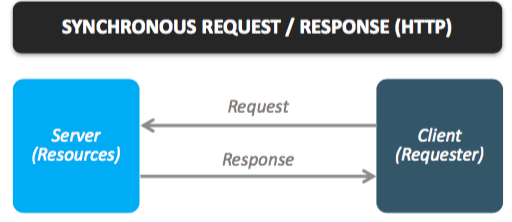 SYNCHRONOUS REQUEST / RESPONSE (HTTP)
Request
Server
(Resources)
Client
(Requester)
Response